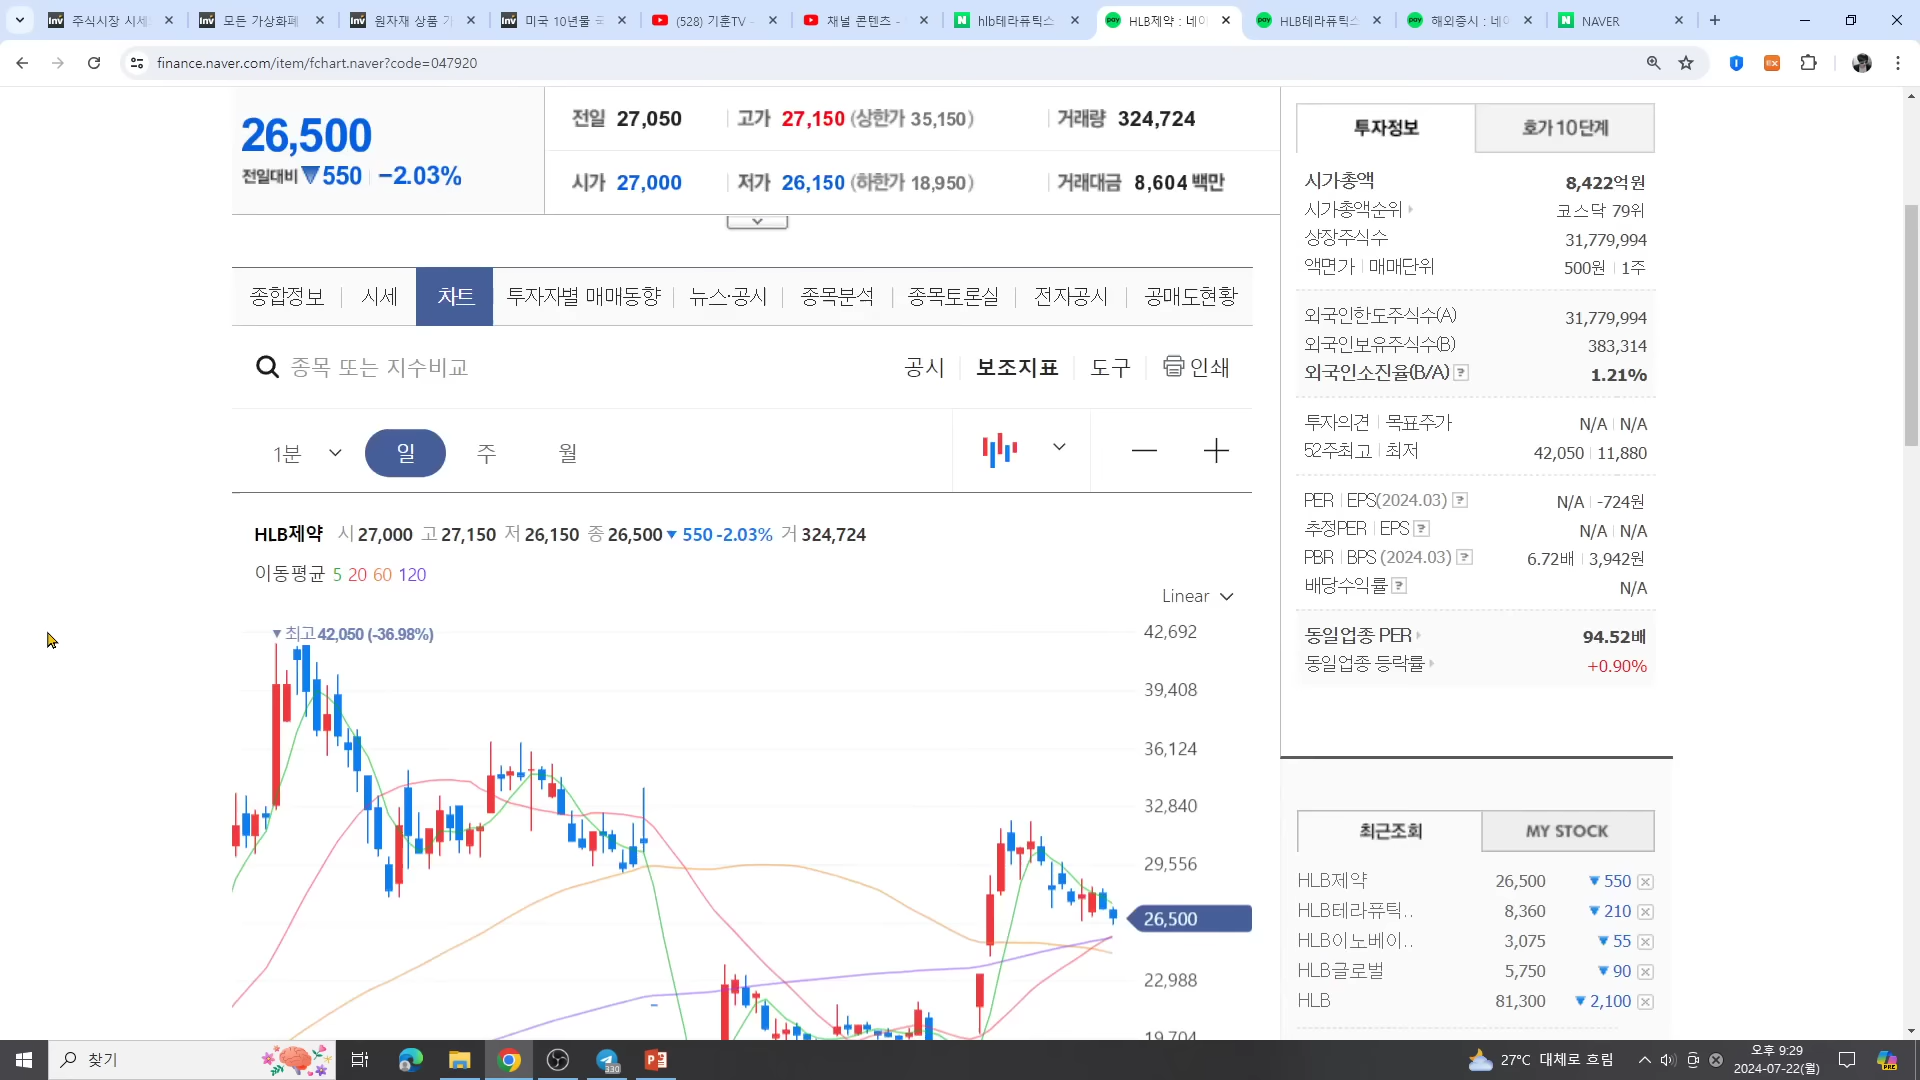 주식시장 시세
모든 가상화폐
원자재 상품 기
미국 10년물 국
(528) 기훈TV -
채널 콘텐츠 -
hlb테라퓨틱스
HLB제약 : 네이
HLB테라퓨틱스
해외증시 : 네이
NAVER
finance.naver.com/item/fchart.naver?code=047920
26,500
전일대비 ▼550 -2.03%
전일 27,050 고가 27,150 (상한가 35,150) 거래량 324,724
시가 27,000 저가 26,150 (하한가 18,950) 거래대금 8,604 백만
종합정보 시세 차트 투자자별 매매동향 뉴스·공시 종목분석 종목토론실 전자공시 공매도현황
종목 또는 지수비교
공시 보조지표 도구 인쇄
1분 일 주 월
HLB제약 시 27,000 고 27,150 저 26,150 종 26,500 ▼ 550 -2.03% 거 324,724
이동평균 5 20 60 120
Linear
▼최고 42,050 (-36.98%)
42,692
39,408
36,124
32,840
29,556
26,500
22,988
19,704
투자정보 호가 10단계
시가총액 8,422억원
시가총액순위 코스닥 79위
상장주식수 31,779,994
액면가 매매단위 500원 1주
외국인한도주식수(A) 31,779,994
외국인보유주식수(B) 383,314
외국인소진율(B/A) ? 1.21%
투자의견 목표주가 N/A N/A
52주최고 최저 42,050 11,880
PER EPS(2024.03) ? N/A -724원
추정PER EPS ? N/A N/A
PBR BPS (2024.03) ? 6.72배 3,942원
배당수익률 ? N/A
동일업종 PER 94.52배
동일업종 등락률 +0.90%
최근조회 MY STOCK
HLB제약 26,500 ▼ 550
HLB테라퓨틱.. 8,360 ▼ 210
HLB이노베이.. 3,075 ▼ 55
HLB글로벌 5,750 ▼ 90
HLB 81,300 ▼ 2,100
찾기
330
27°C 대체로 흐림
오후 9:29
2024-07-22(월)